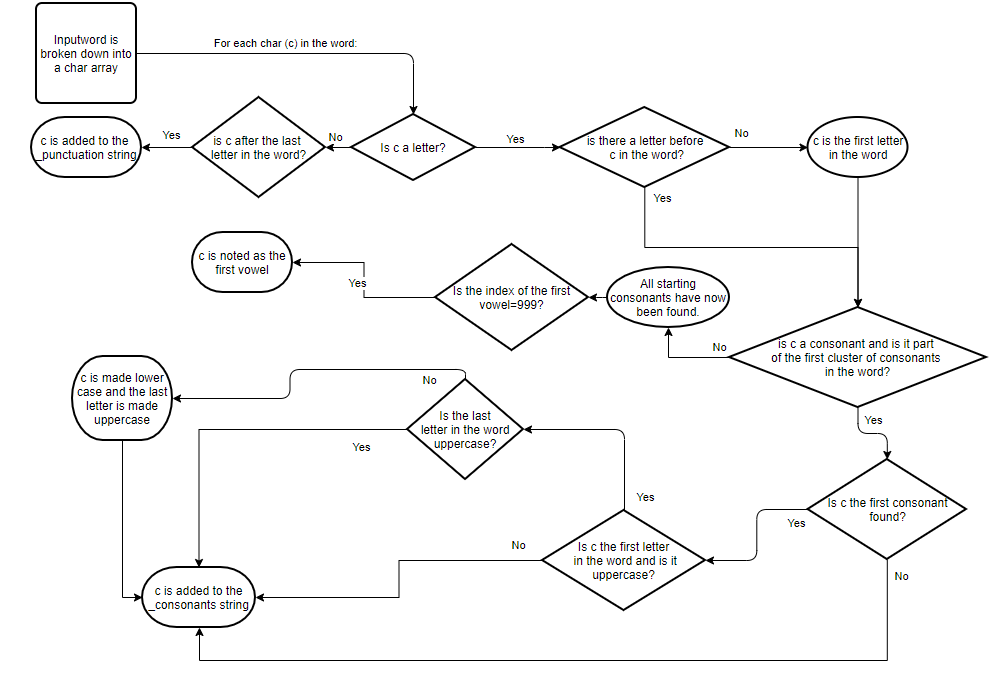 Inputword is
broken down into
a char array
For each char (c) in the word:
c is added to the
_punctuation string
Yes
is c after the last
letter in the word?
No
Is c a letter?
Yes
is there a letter before
c in the word?
No
c is the first letter
in the word
Yes
c is noted as the
first vowel
Yes
Is the index of the first
vowel=999?
All starting
consonants have now
been found.
No
is c a consonant and is it part
of the first cluster of consonants
in the word?
Yes
c is made lower
case and the last
letter is made
uppercase
No
Is the last
letter in the word
uppercase?
Yes
Yes
Is c the first consonant
found?
Yes
No
Is c the first letter
in the word and is it
uppercase?
No
c is added to the
_consonants string